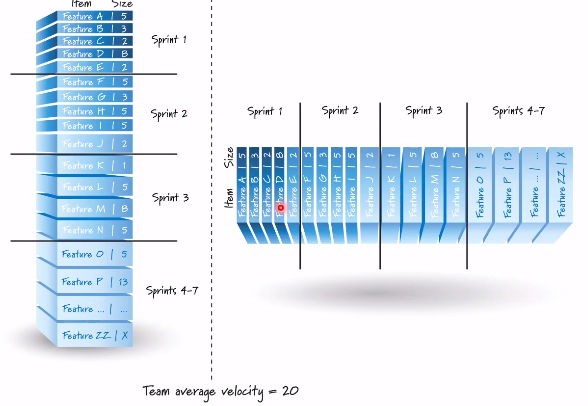 Item Size
Feature A | 5
Feature B | 3
Feature C | 2
Feature D | 8
Feature E | 2
Sprint 1
Feature F | 5
Feature G | 3
Feature H | 5
Feature I | 5
Feature J | 2
Sprint 2
Feature K | 1
Feature L | 5
Feature M | 8
Feature N | 5
Sprint 3
Feature O | 5
Feature P | 13
Feature ... | ...
Feature ZZ | X
Sprints 4-7
Sprint 1 Sprint 2 Sprint 3 Sprints 4-7
Item Size
Feature A | 5
Feature B | 3
Feature C | 2
Feature D | 8
Feature E | 2
Feature F | 5
Feature G | 3
Feature H | 5
Feature I | 5
Feature J | 2
Feature K | 1
Feature L | 5
Feature M | 8
Feature N | 5
Feature O | 5
Feature P | 13
Feature ... | ...
Feature ZZ | X
Team average velocity = 20